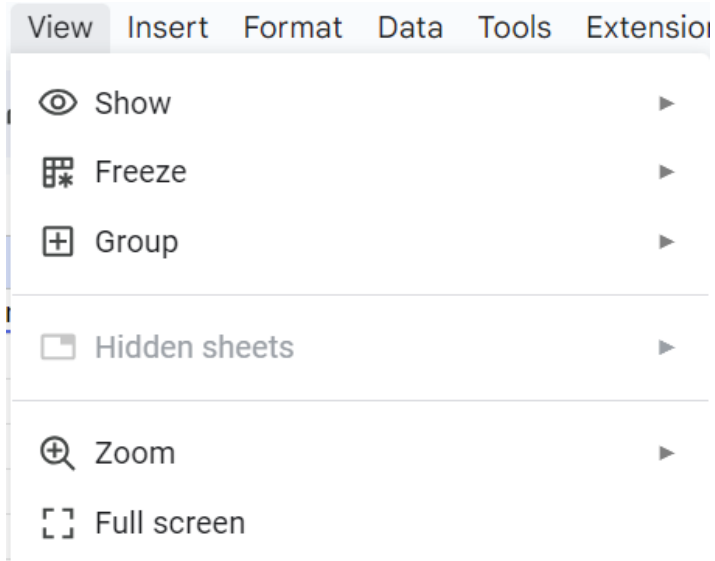 View Insert Format Data Tools
Show
Freeze
Group
Hidden sheets
Zoom
Full screen